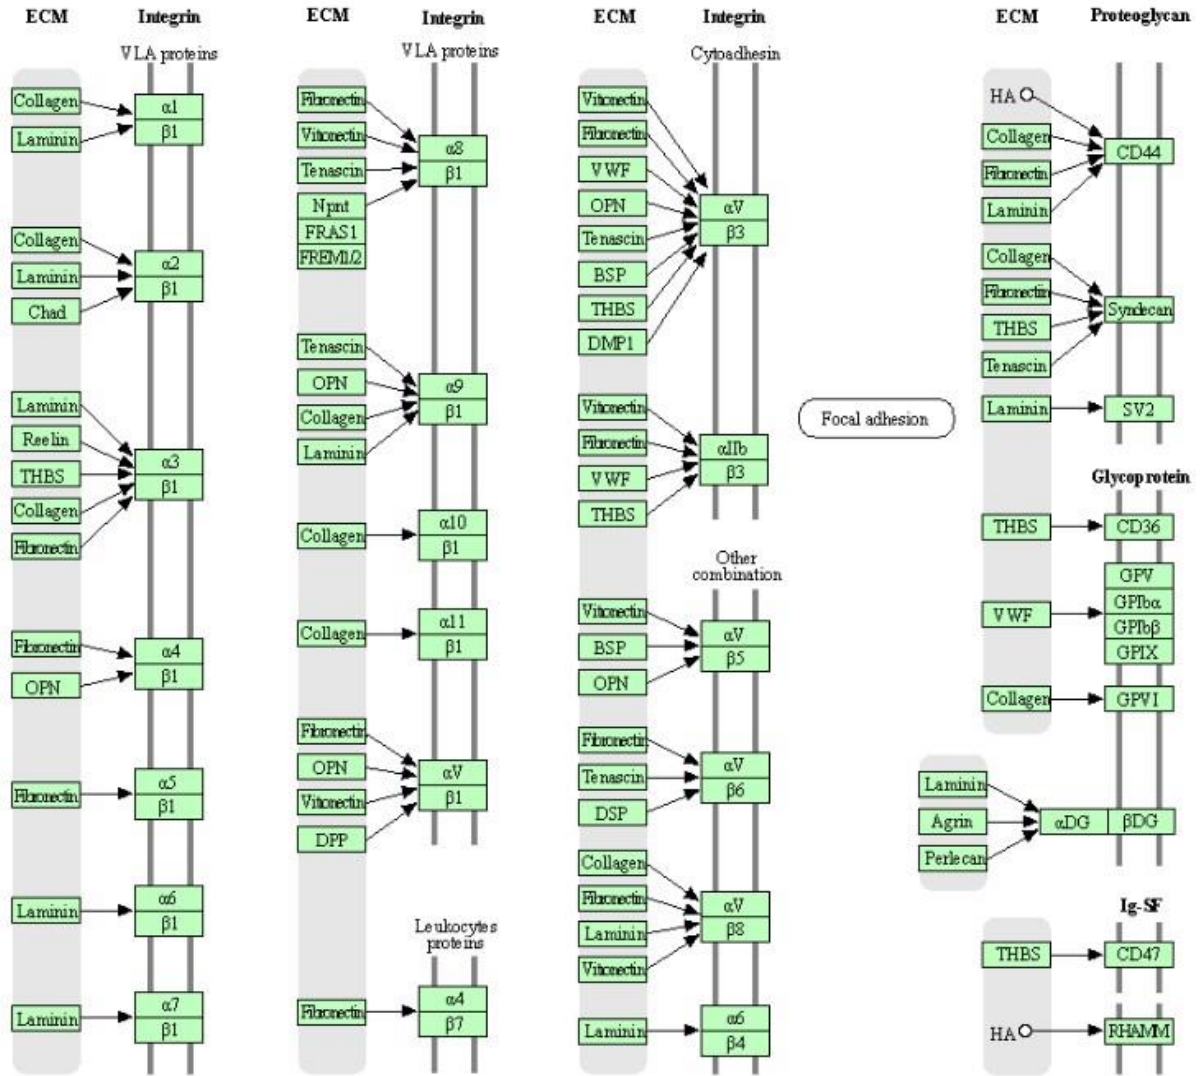 ECM
Integrin
VLA proteins
Collagen
Laminin
α1
β1
Collagen
Laminin
Chad
α2
β1
Laminin
Reelin
THBS
Collagen
Fibronectin
α3
β1
Fibronectin
OPN
α4
β1
Fibronectin
α5
β1
Laminin
α6
β1
Laminin
α7
β1
ECM
Integrin
VLA proteins
Fibronectin
Vitronectin
Tenascin
Npnt
FRAS1
FREM1/2
α8
β1
Tenascin
OPN
Collagen
Laminin
α9
β1
Collagen
α10
β1
Collagen
α11
β1
Fibronectin
OPN
Vitronectin
DPP
αV
β1
Leukocytes
proteins
Fibronectin
α4
β7
ECM
Integrin
Cytoadhesin
Vitronectin
Fibronectin
VWF
OPN
Tenascin
BSP
THBS
DMP1
αV
β3
Vitronectin
Fibronectin
VWF
THBS
αIIb
β3
Other
combination
Vitronectin
BSP
OPN
αV
β5
Fibronectin
Tenascin
DSP
αV
β6
Collagen
Fibronectin
Laminin
Vitronectin
αV
β8
Laminin
α6
β4
Focal adhesion
ECM
Proteoglycan
HA
Collagen
Fibronectin
Laminin
CD44
Collagen
Fibronectin
THBS
Tenascin
Syndecan
Laminin
SV2
Glycoprotein
THBS
CD36
VWF
GPV
GPIbα
GPIbβ
GPIX
Collagen
GPVI
Laminin
Agrin
Perlecan
αDG
βDG
Ig-SF
THBS
CD47
HA
RHAMM